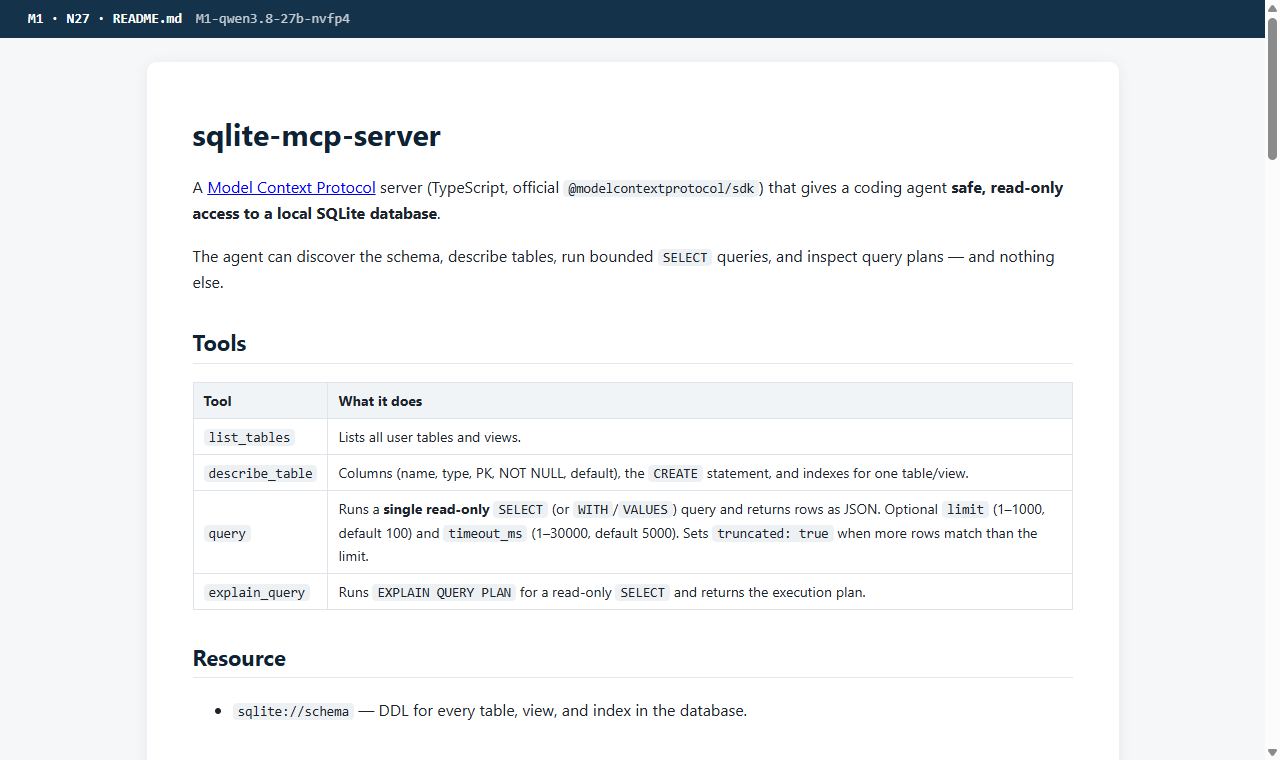 M1 • N27 • README.md M1-qwen3.8-27b-nvfp4
sqlite-mcp-server
A Model Context Protocol server (TypeScript, official @modelcontextprotocol/sdk) that gives a coding agent safe, read-only
access to a local SQLite database.
The agent can discover the schema, describe tables, run bounded SELECT queries, and inspect query plans — and nothing
else.
Tools
Tool What it does
list_tables Lists all user tables and views.
describe_table Columns (name, type, PK, NOT NULL, default), the CREATE statement, and indexes for one table/view.
query Runs a single read-only SELECT (or WITH/VALUES) query and returns rows as JSON. Optional limit (1–1000,
default 100) and timeout_ms (1–30000, default 5000). Sets truncated: true when more rows match than the
limit.
explain_query Runs EXPLAIN QUERY PLAN for a read-only SELECT and returns the execution plan.
Resource
• sqlite://schema — DDL for every table, view, and index in the database.